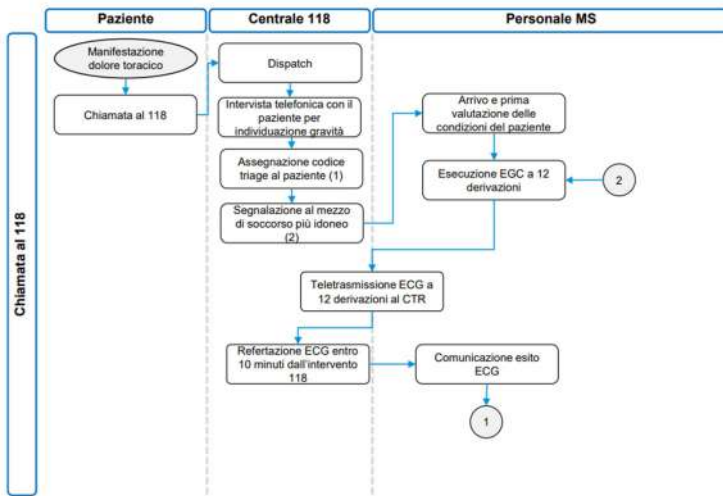 Paziente
Centrale 118
Personale MS
Chiamata al 118
Manifestazione
dolore toracico
Chiamata al 118
Dispatch
Intervista telefonica con il
paziente per
individuazione gravità
Assegnazione codice
triage al paziente (1)
Segnalazione al mezzo
di soccorso più idoneo
(2)
Arrivo e prima
valutazione delle
condizioni del paziente
Esecuzione EGC a 12
derivazioni
2
Teletrasmissione ECG a
12 derivazioni al CTR
Refertazione ECG entro
10 minuti dall'intervento
118
Comunicazione esito
ECG
1